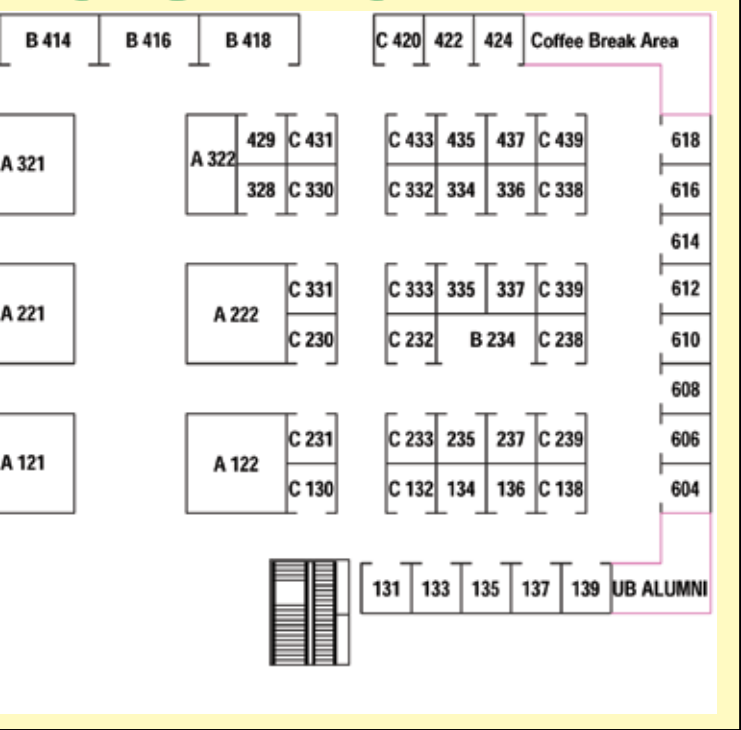 B 414 B 416 B 418 C 420 422 424 Coffee Break Area
429 C 431 C 433 435 437 C 439 618
A 321 A 322
328 C 330 C 332 334 336 C 338 616
614
C 331 C 333 335 337 C 339 612
A 221 A 222
C 230 C 232 B 234 C 238 610
608
C 231 C 233 235 237 C 239 606
A 121 A 122
C 130 C 132 134 136 C 138 604
131 133 135 137 139 UB ALUMNI